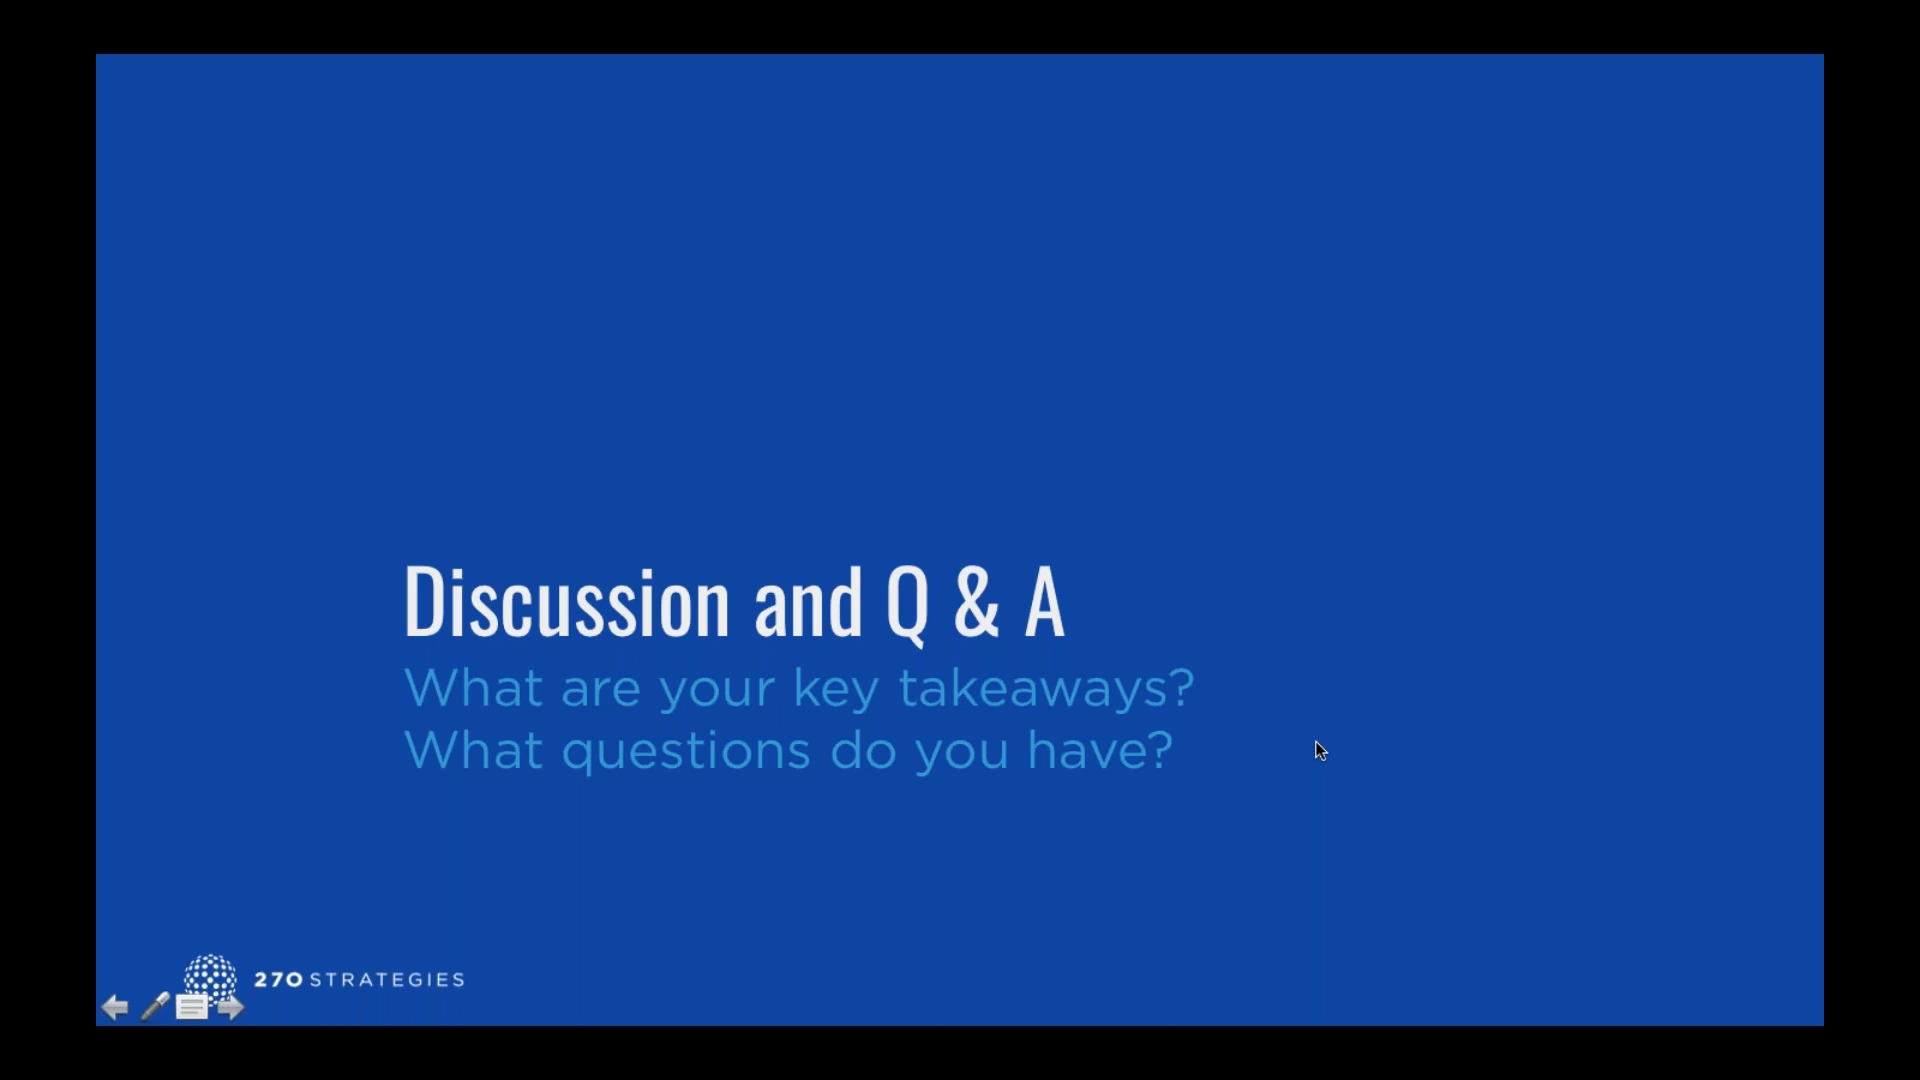 Discussion and Q & A
What are your key takeaways?
What questions do you have?
270 STRATEGIES